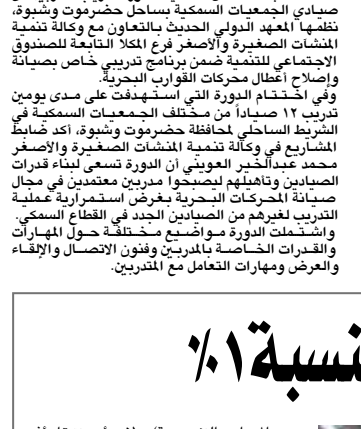 صيادي الجمعيات السمكية بساحل حضرموت وشبوة،
نظمها المعهد الدولي الحديث بالتعاون مع وكالة تنمية
المنشآت الصغيرة والأصغر فرع المكلا التابعة للصندوق
الاجتماعي للتنمية ضمن برنامج تدريبي خاص بصيانة
وإصلاح أعطال محركات القوارب البحرية.
وفي اختتام الدورة التي استهدفت على مدى يومين
تدريب ١٢ صياداً من مختلف الجمعيات السمكية في
الشريط الساحلي لمحافظة حضرموت وشبوة، أكد ضابط
المشاريع في وكالة تنمية المنشآت الصغيرة والأصغر
محمد عبدالخير العويني أن الدورة تسعى لبناء قدرات
الصيادين وتأهيلهم ليصبحوا مدربين معتمدين في مجال
صيانة المحركات البحرية بغرض استمرارية عملية
التدريب لغيرهم من الصيادين الجدد في القطاع السمكي.
واشتملت الدورة مواضيع مختلفة حول المهارات
والقدرات الخاصة بالمدربين وفنون الاتصال والإلقاء
والعرض ومهارات التعامل مع المتدربين.
نسبة ١٪